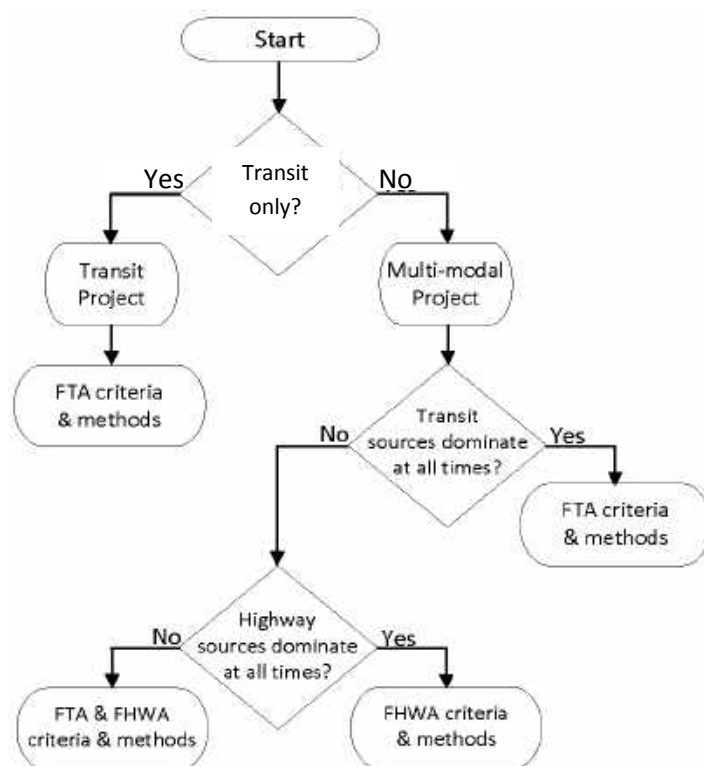 Start
Yes
Transit
only?
No
Transit
Project
Multi-modal
Project
FTA criteria
& methods
No
Transit
sources dominate
at all times?
Yes
FTA criteria
& methods
No
Highway
sources dominate
at all times?
Yes
FTA & FHWA
criteria & methods
FHWA criteria
& methods